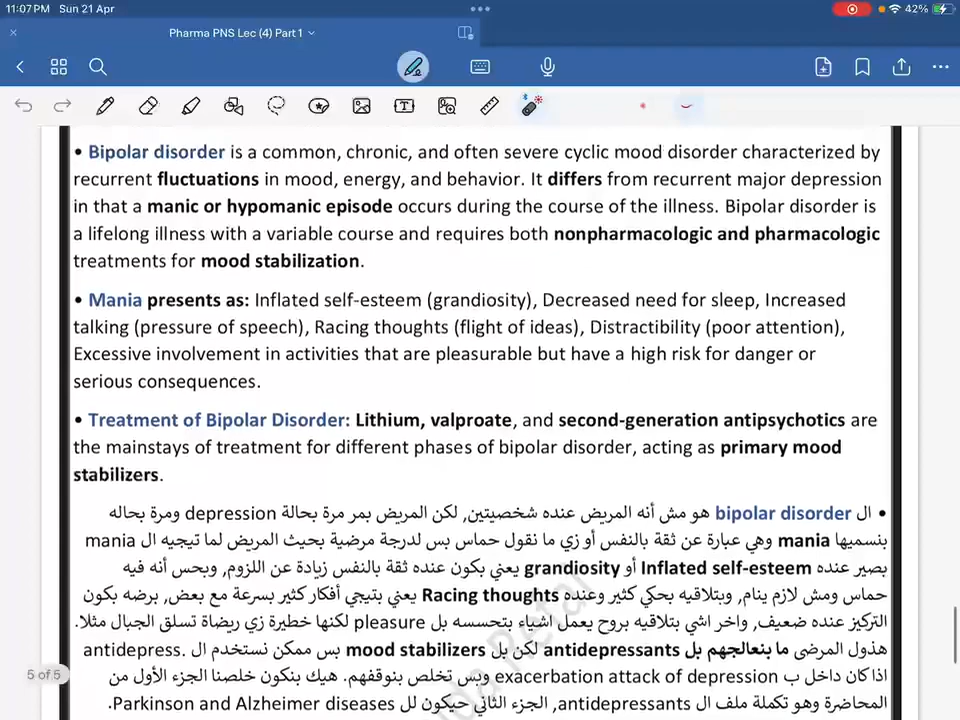 11:07PM Sun 21 Apr
42%
Pharma PNS Lec (4) Part 1
• Bipolar disorder is a common, chronic, and often severe cyclic mood disorder characterized by
recurrent fluctuations in mood, energy, and behavior. It differs from recurrent major depression
in that a manic or hypomanic episode occurs during the course of the illness. Bipolar disorder is
a lifelong illness with a variable course and requires both nonpharmacologic and pharmacologic
treatments for mood stabilization.
• Mania presents as: Inflated self-esteem (grandiosity), Decreased need for sleep, Increased
talking (pressure of speech), Racing thoughts (flight of ideas), Distractibility (poor attention),
Excessive involvement in activities that are pleasurable but have a high risk for danger or
serious consequences.
• Treatment of Bipolar Disorder: Lithium, valproate, and second-generation antipsychotics are
the mainstays of treatment for different phases of bipolar disorder, acting as primary mood
stabilizers.
• ال bipolar disorder هو مش أنه المريض عنده شخصيتين, لكن المريض بمر مرة بحالة depression ومرة بحاله
بنسميها mania وهي عبارة عن ثقة بالنفس أو زي ما نقول حماس بس لدرجة مرضية بحيث المريض لما تيجيه ال mania
بصير عنده Inflated self-esteem أو grandiosity يعني بكون عنده ثقة بالنفس زيادة عن اللزوم, وبحس أنه فيه
حماس ومش لازم ينام, وبتلاقيه بحكي كثير وعنده Racing thoughts يعني بتيجي أفكار كثير بسرعة مع بعض, برضه بكون
التركيز عنده ضعيف, واخر اشي بتلاقيه بروح يعمل اشياء بتحسسه بل pleasure لكنها خطيرة زي ريضاة تسلق الجبال مثلا.
هذول المرضى ما بنعالجهم بل antidepressants لكن بل mood stabilizers بس ممكن نستخدم ال antidepress.
اذا كان داخل ب exacerbation attack of depression وبس تخلص بنوقفهم. هيك بنكون خلصنا الجزء الأول من
المحاضرة وهو تكملة ملف ال antidepressants, الجزء الثاني حيكون لل Parkinson and Alzheimer diseases.
5 of 5